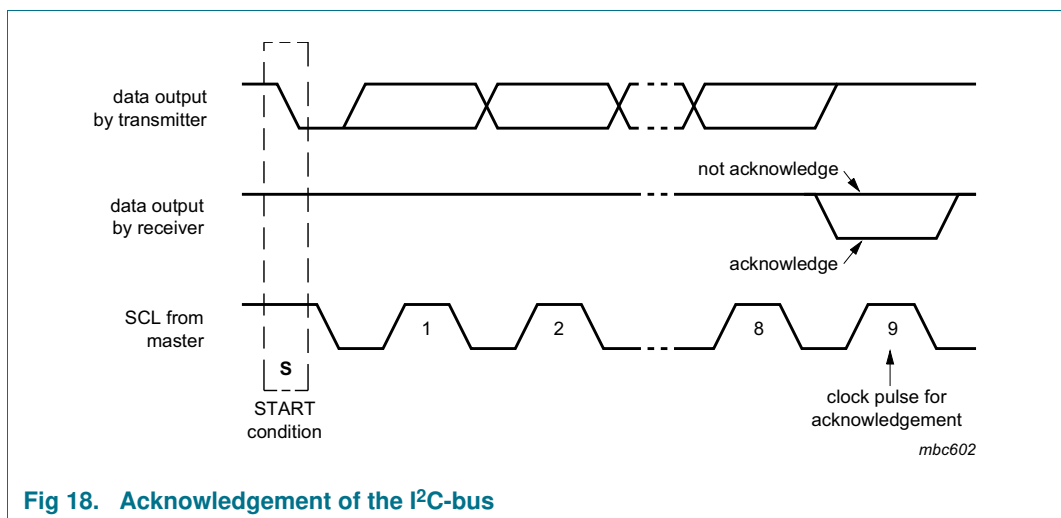 data output
by transmitter
not acknowledge
data output
by receiver
acknowledge
SCL from
master
1
2
8
9
S
START
condition
clock pulse for
acknowledgement
mbc602
Fig 18. Acknowledgement of the I²C-bus